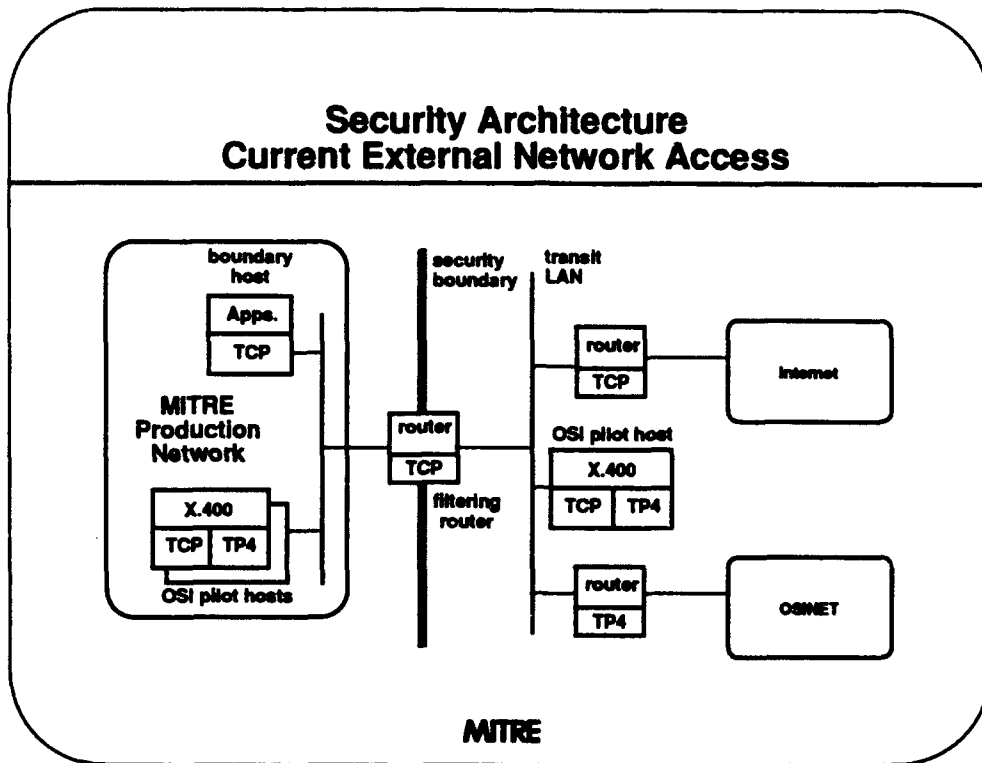 Security Architecture
Current External Network Access
boundary
host
Apps.
TCP
MITRE
Production
Network
X.400
TCP TP4
OSI pilot hosts
security
boundary
router
TCP
filtering
router
transit
LAN
router
TCP
Internet
OSI pilot host
X.400
TCP TP4
router
TP4
OSINET
MITRE